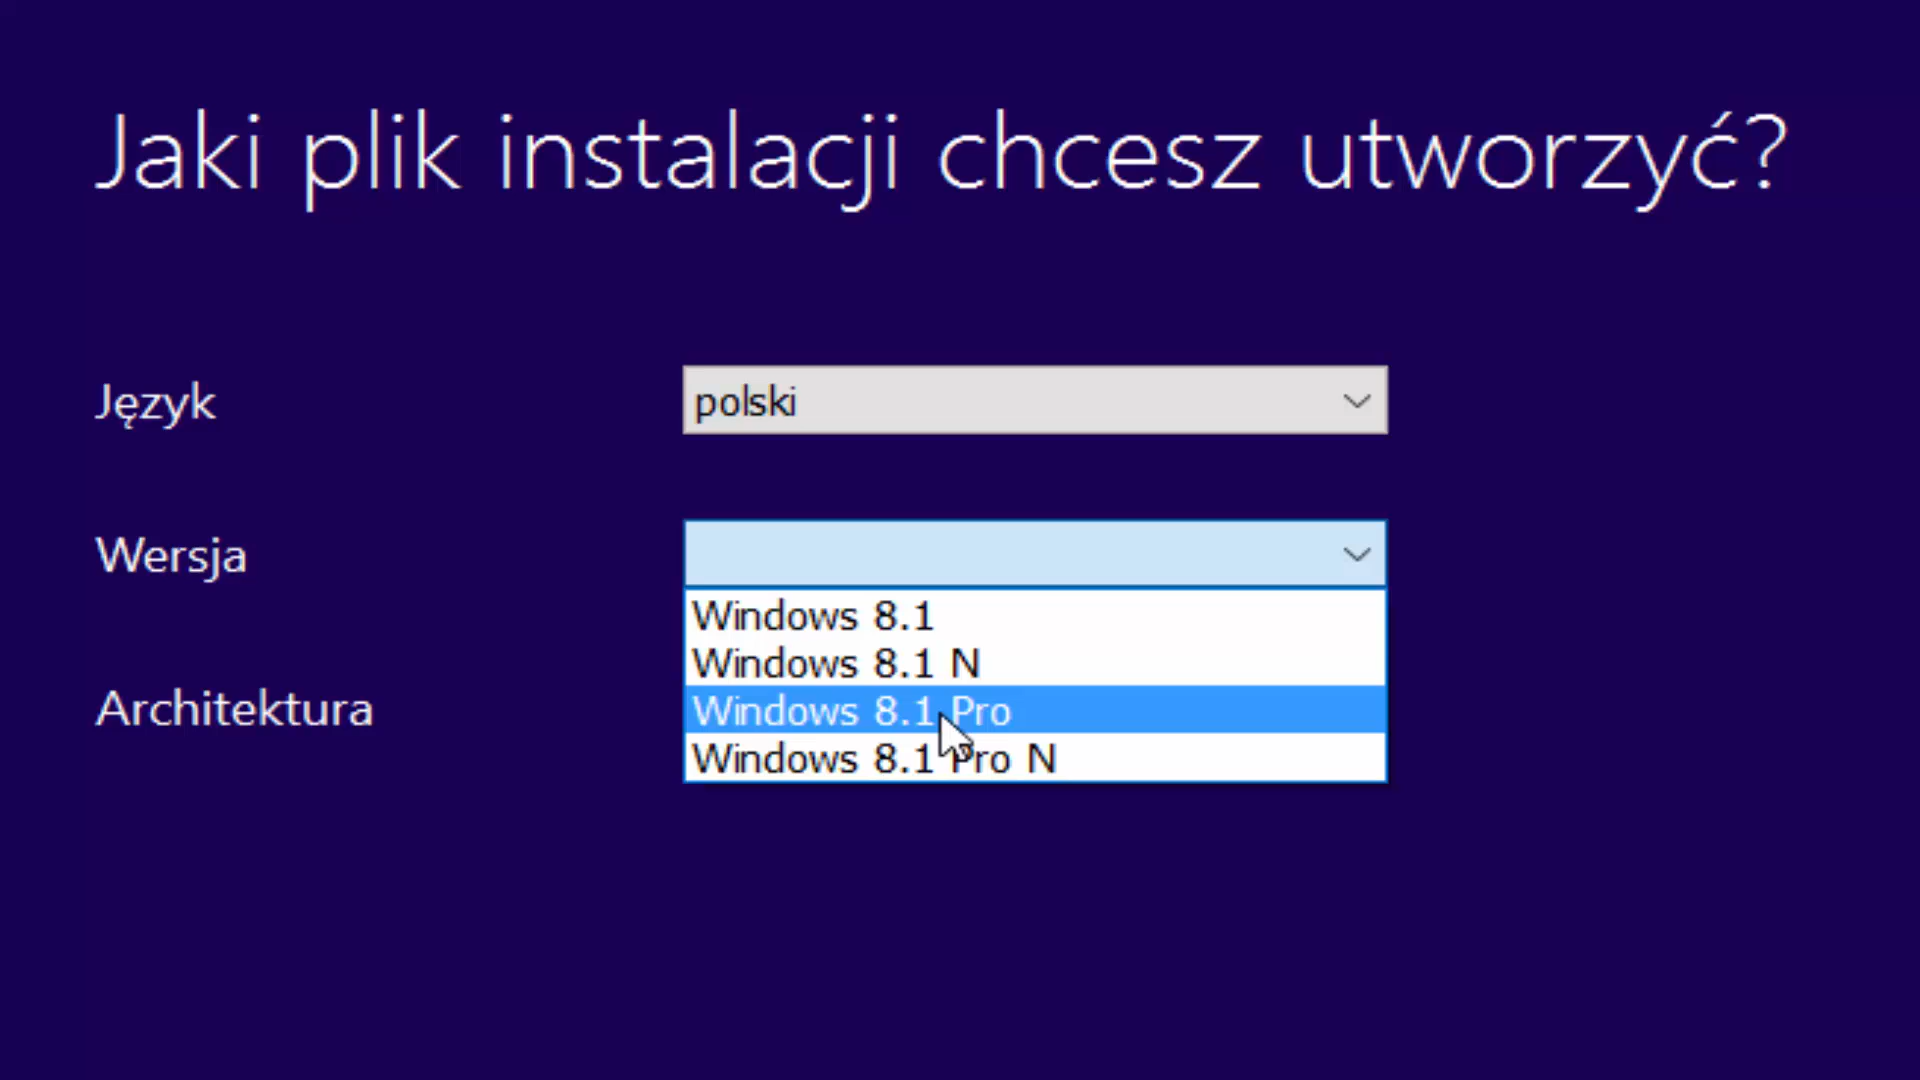 Jaki plik instalacji chcesz utworzyć?
Język
polski
Wersja
Windows 8.1
Windows 8.1 N
Architektura
Windows 8.1 Pro
Windows 8.1 Pro N